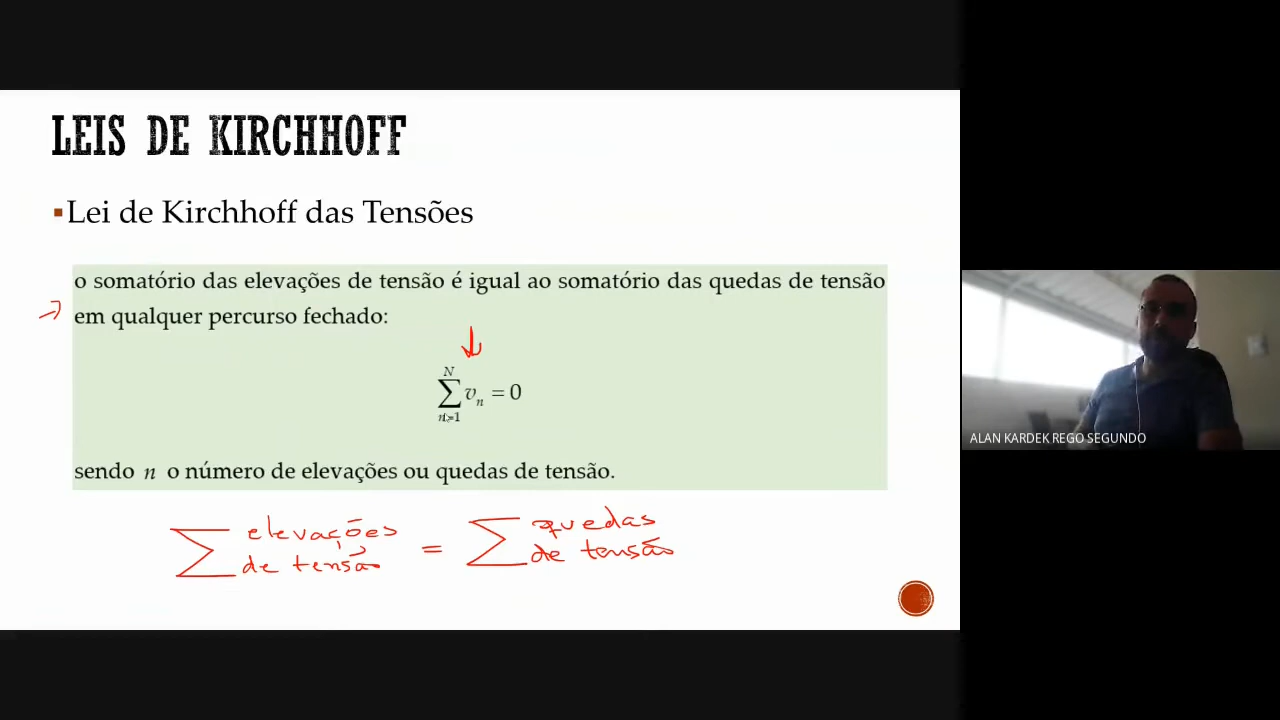 LEIS DE KIRCHHOFF
▪Lei de Kirchhoff das Tensões
o somatório das elevações de tensão é igual ao somatório das quedas de tensão
em qualquer percurso fechado:
N
∑ vₙ = 0
n=1
sendo n o número de elevações ou quedas de tensão.
∑ elevações de tensão = ∑ quedas de tensão
ALAN KARDEK REGO SEGUNDO